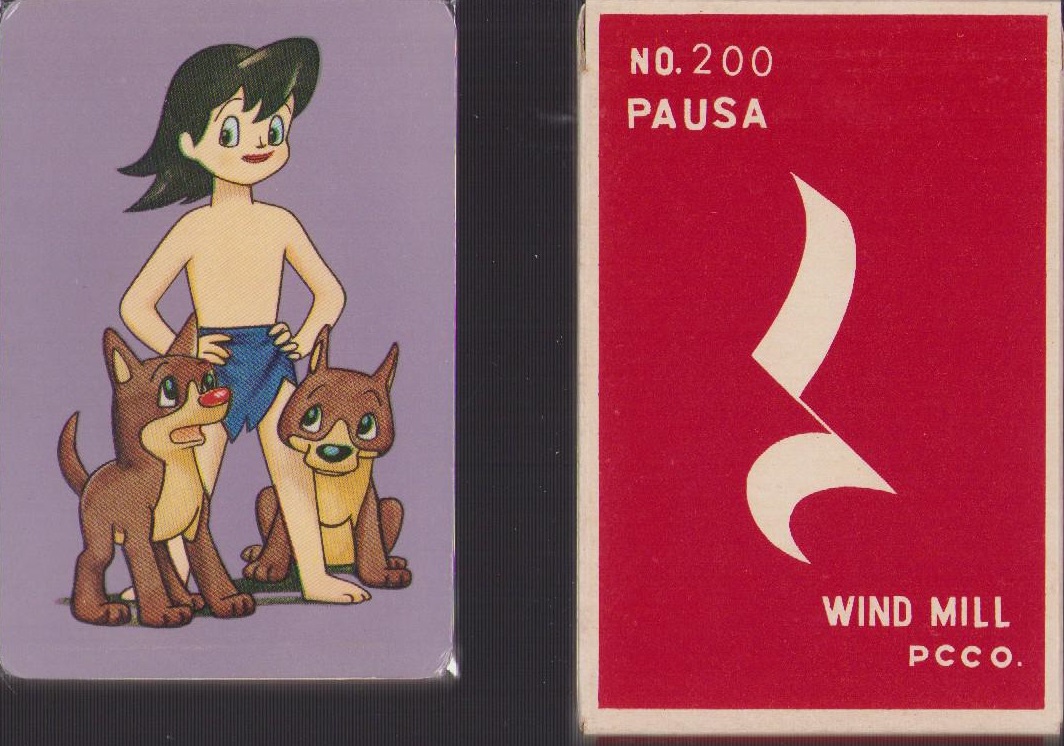 NO. 200
PAUSA
WIND MILL
PCCO.